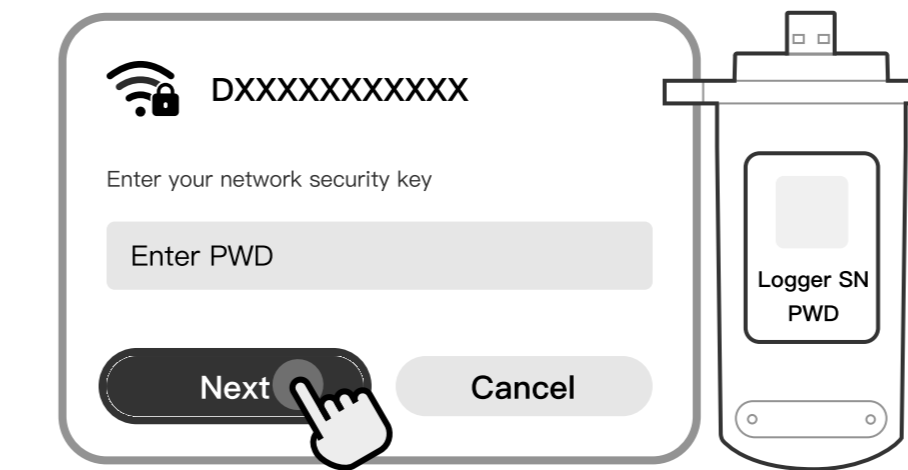 DXXXXXXXXXXX
Enter your network security key
Enter PWD
Next
Cancel
Logger SN
PWD